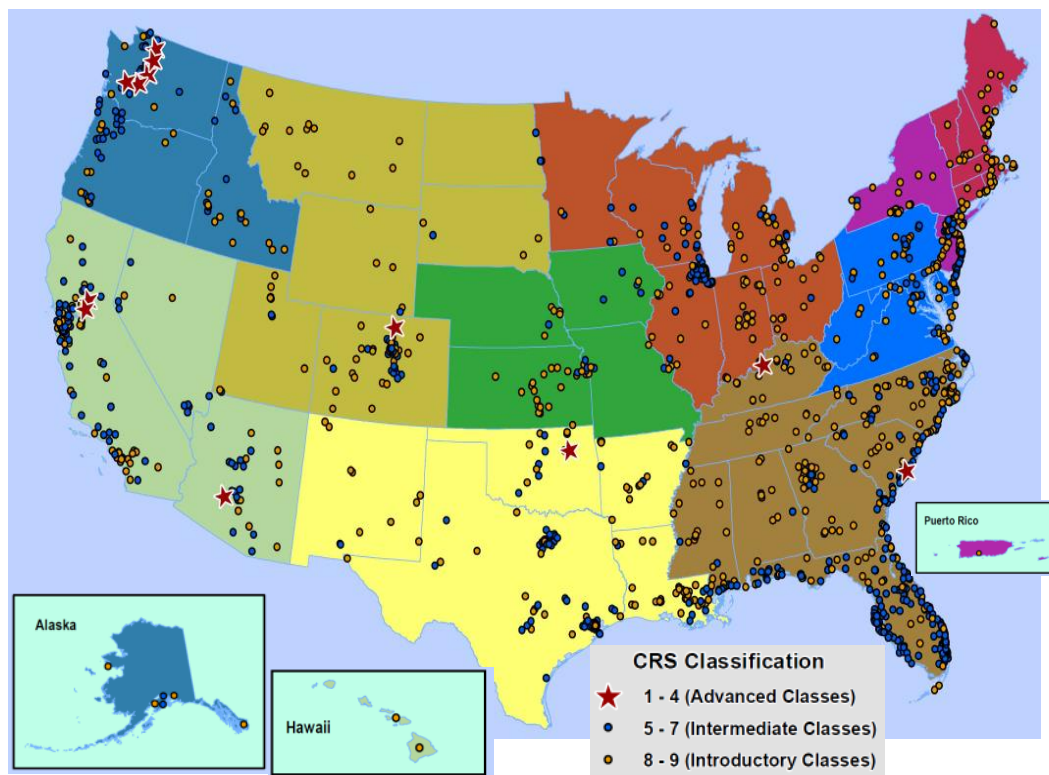 Puerto Rico
Alaska
Hawaii
CRS Classification
1 - 4 (Advanced Classes)
5 - 7 (Intermediate Classes)
8 - 9 (Introductory Classes)